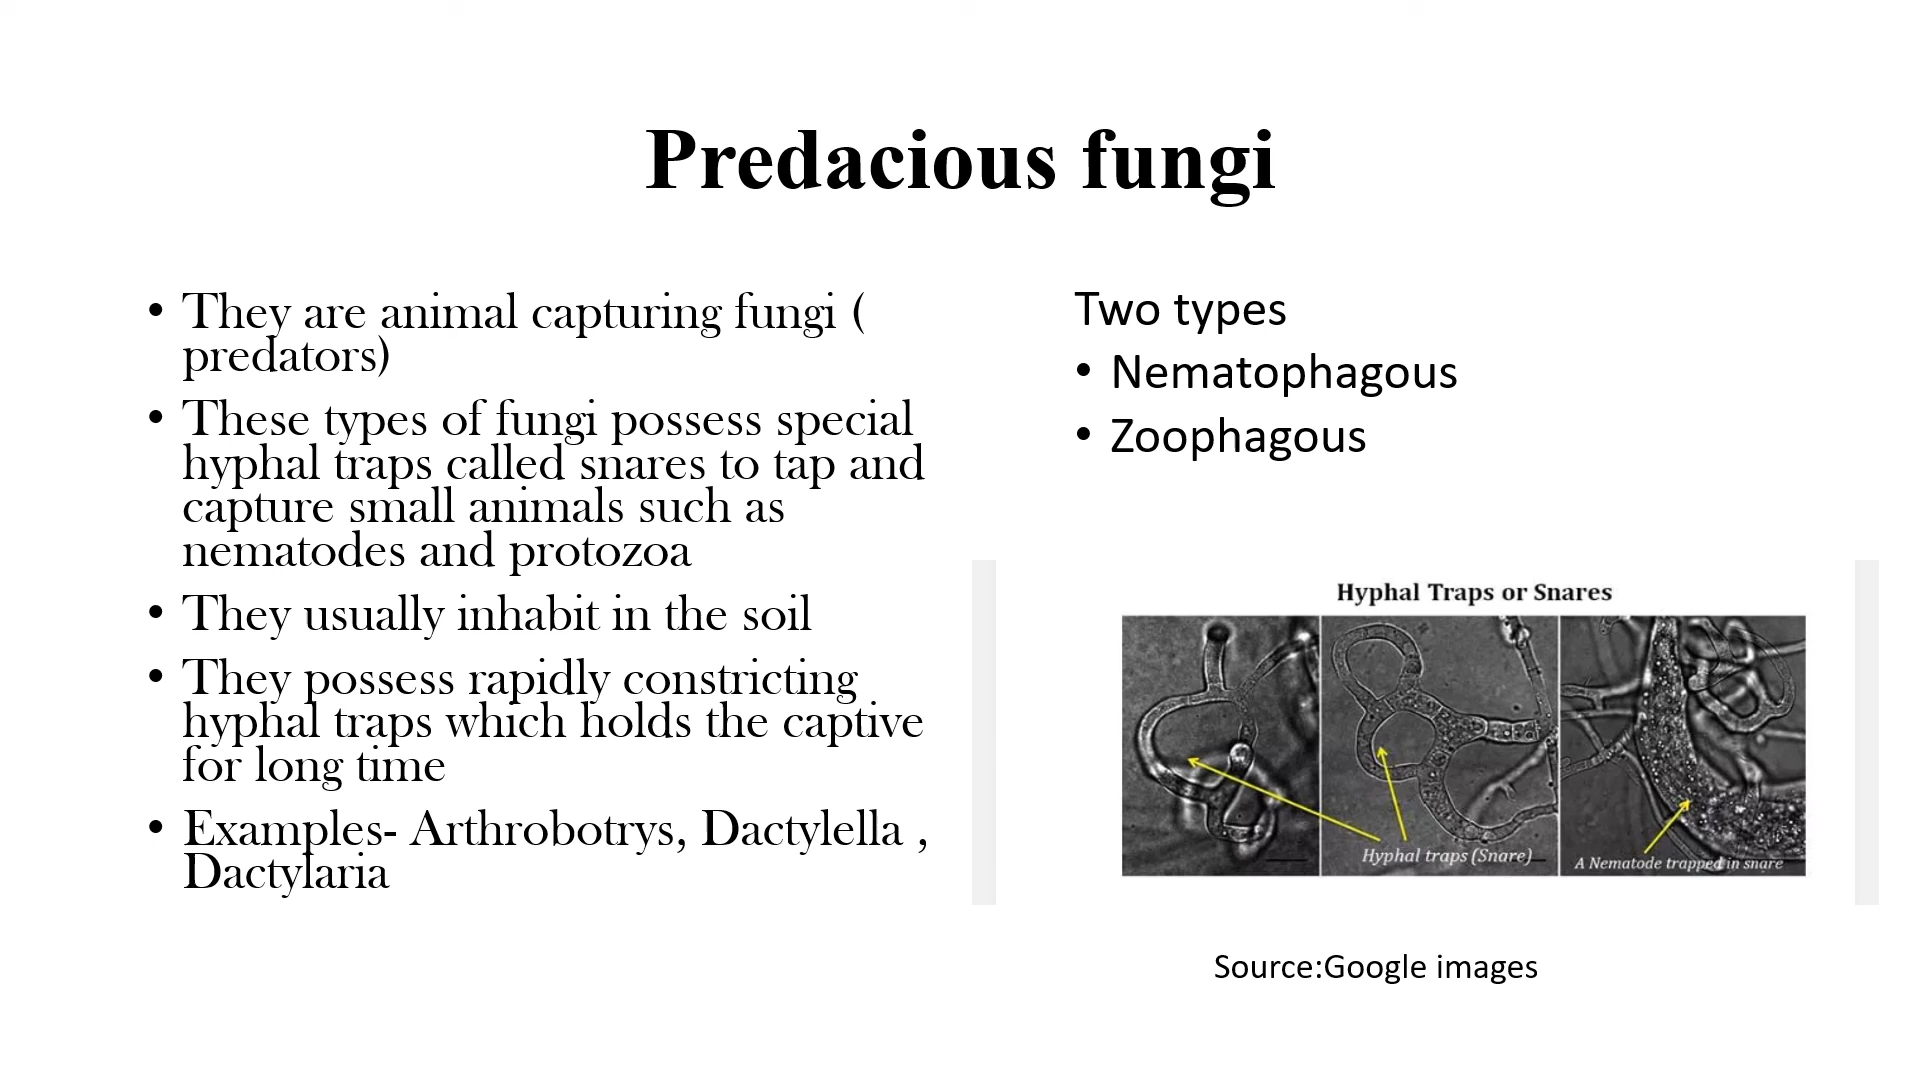 Predacious fungi
• They are animal capturing fungi (
predators)
• These types of fungi possess special
hyphal traps called snares to tap and
capture small animals such as
nematodes and protozoa
• They usually inhabit in the soil
• They possess rapidly constricting
hyphal traps which holds the captive
for long time
• Examples- Arthrobotrys, Dactylella ,
Dactylaria
Two types
• Nematophagous
• Zoophagous
Hyphal Traps or Snares
Hyphal traps (Snare)
A Nematode trapped in snare
Source:Google images